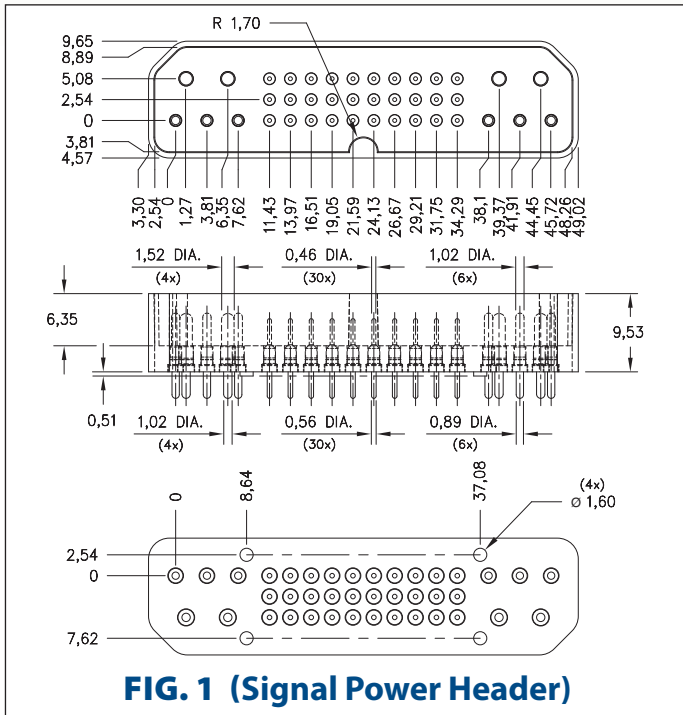 R 1,70
9,65
8,89
5,08
2,54
0
3,81
4,57
3,30
2,54
0
1,27
3,81
6,35
7,62
11,43
13,97
16,51
19,05
21,59
24,13
26,67
29,21
31,75
34,29
38,1
39,37
41,91
44,45
45,72
48,26
49,02
1,52 DIA.
(4x)
0,46 DIA.
(30x)
1,02 DIA.
(6x)
6,35
9,53
0,51
1,02 DIA.
(4x)
0,56 DIA.
(30x)
0,89 DIA.
(6x)
0
8,64
37,08
(4x)
Ø 1,60
2,54
0
7,62
FIG. 1 (Signal Power Header)